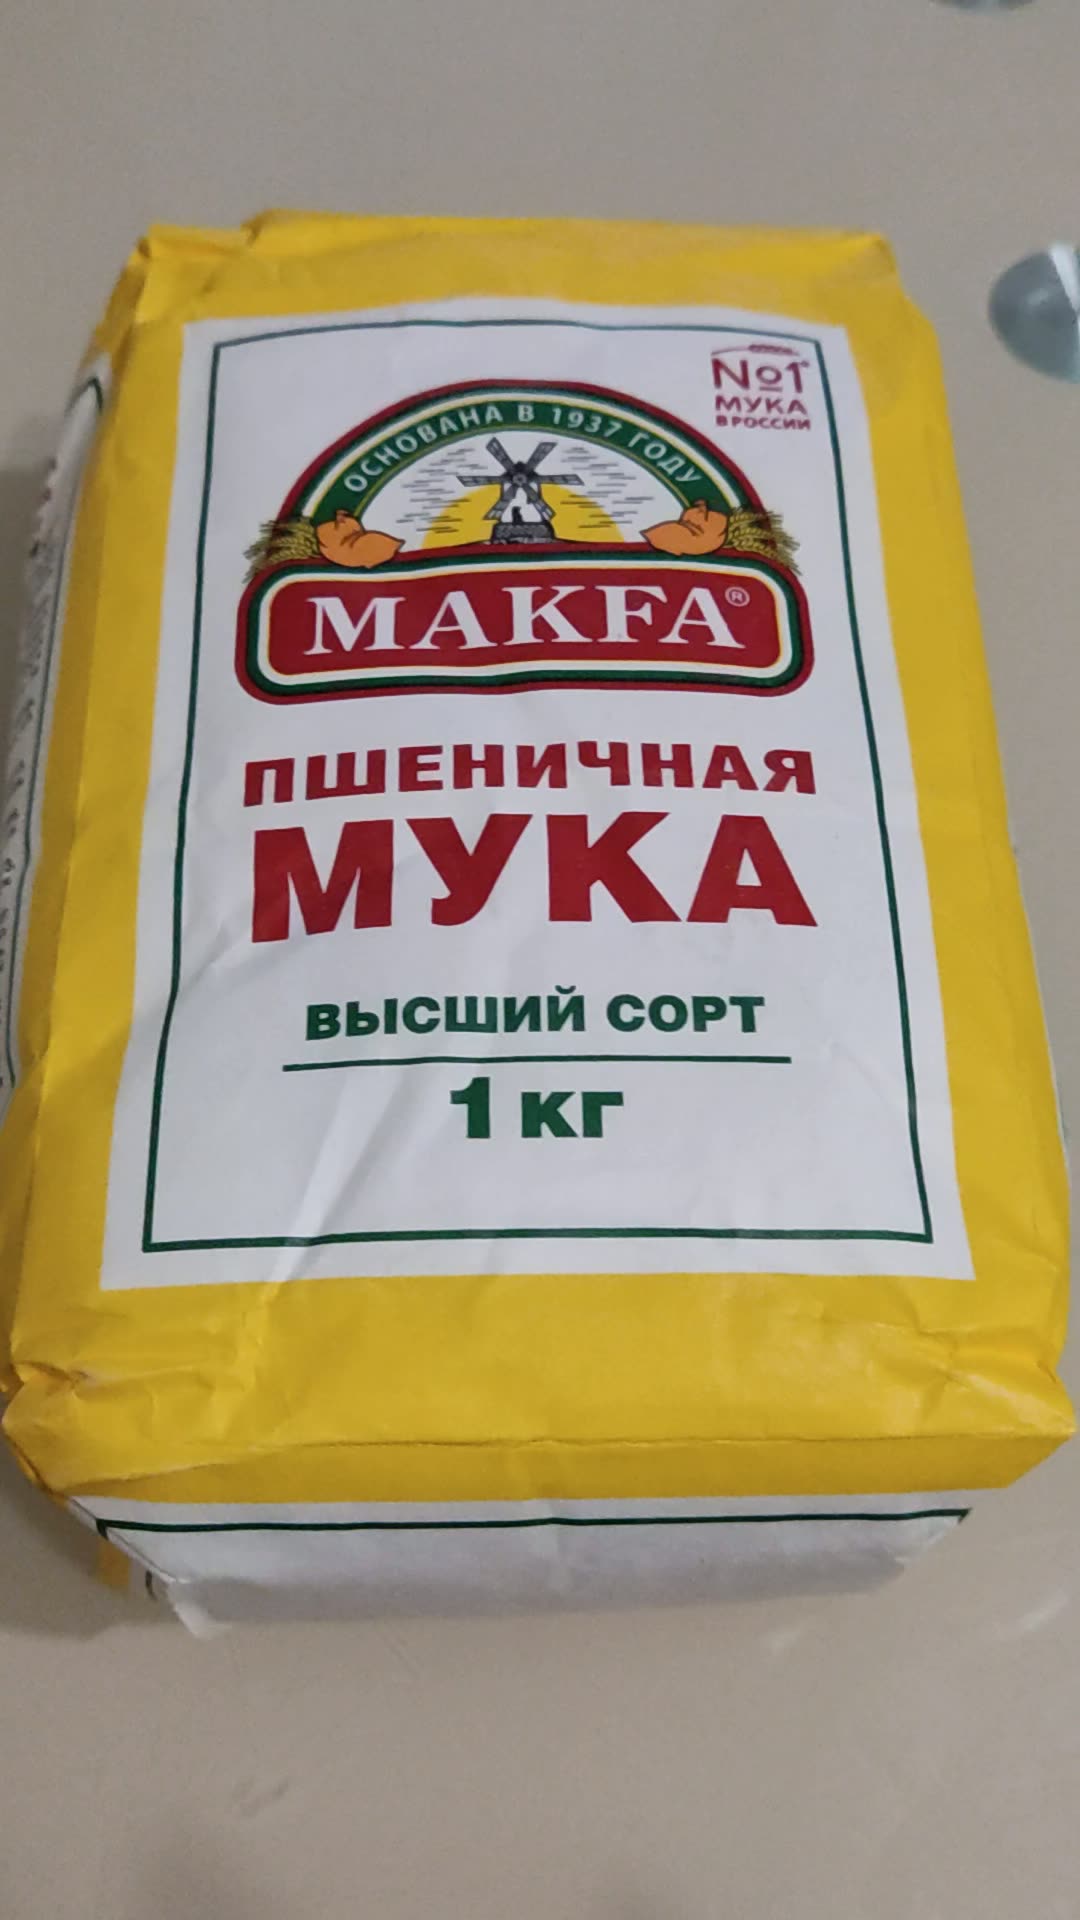 №1
МУКА
В РОССИИ
ОСНОВАНА В 1937 ГОДУ
MAKFA®
ПШЕНИЧНАЯ
МУКА
ВЫСШИЙ СОРТ
1 КГ